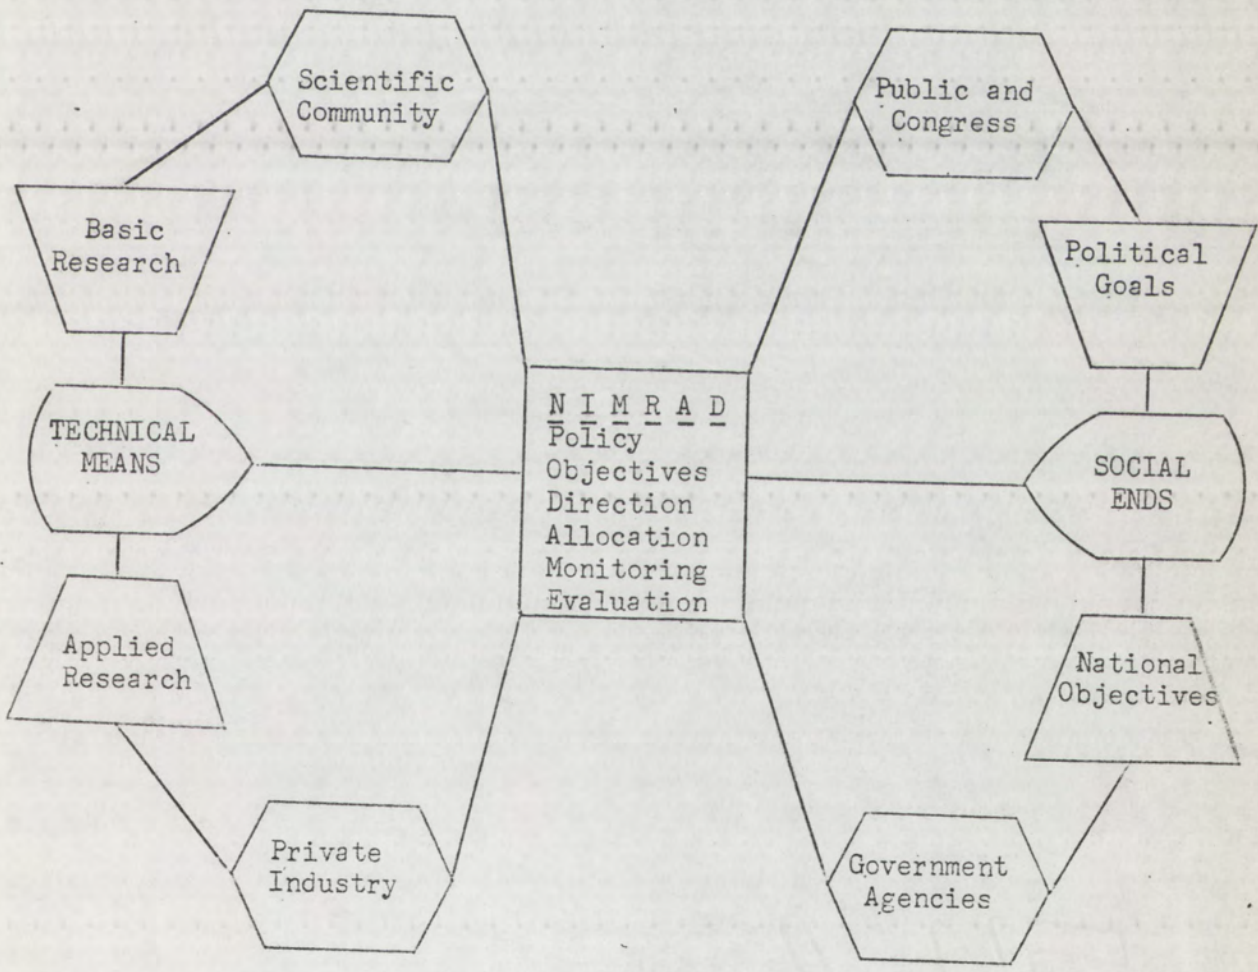 Scientific
Community
Public and
Congress
Basic
Research
Political
Goals
TECHNICAL
MEANS
N I M R A D
Policy
Objectives
Direction
Allocation
Monitoring
Evaluation
SOCIAL
ENDS
Applied
Research
National
Objectives
Private
Industry
Government
Agencies